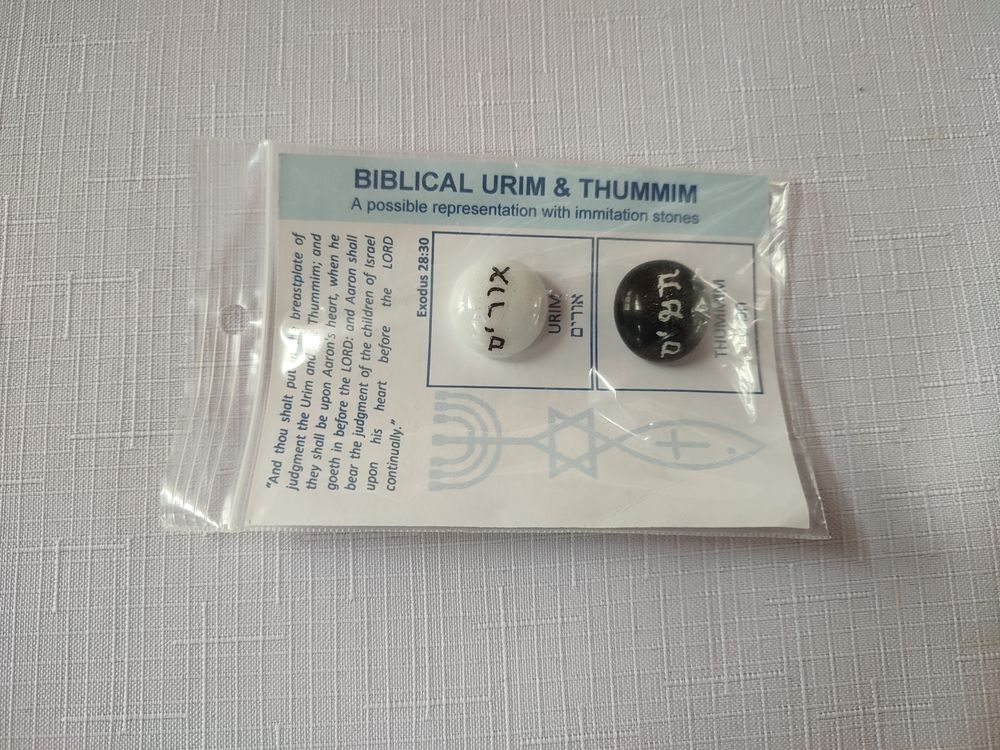 BIBLICAL URIM & THUMMIM
A possible representation with immitation stones
"And thou shalt put breastplate of
judgment the Urim and Thummim; and
they shall be upon Aaron's heart, when he
goeth in before the LORD: and Aaron shall
bear the judgment of the children of Israel
upon his heart before the LORD
continually."
Exodus 28:30
אורים
URIM
אורים
תמים
THUMMIM